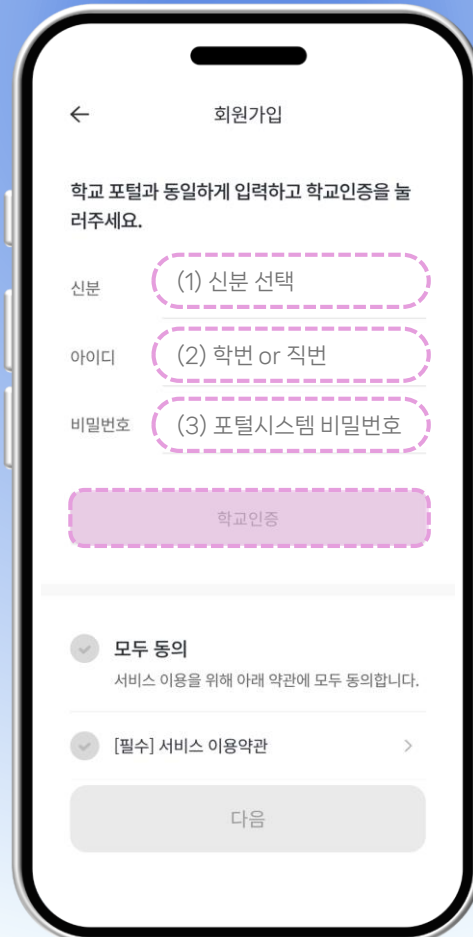 회원가입
학교 포털과 동일하게 입력하고 학교인증을 눌
러주세요.
신분 (1) 신분 선택
아이디 (2) 학번 or 직번
비밀번호 (3) 포털시스템 비밀번호
학교인증
모두 동의
서비스 이용을 위해 아래 약관에 모두 동의합니다.
[필수] 서비스 이용약관
다음